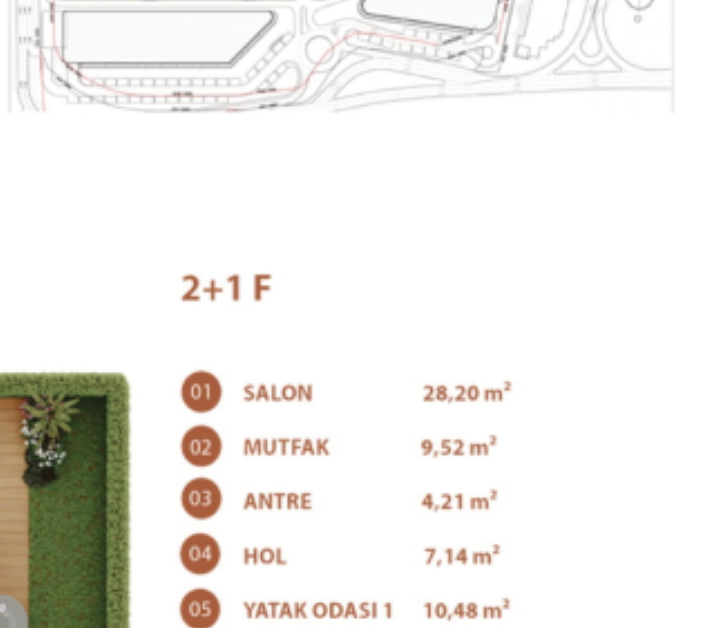 2+1 F
01 SALON 28,20 m²
02 MUTFAK 9,52 m²
03 ANTRE 4,21 m²
04 HOL 7,14 m²
05 YATAK ODASI 1 10,48 m²